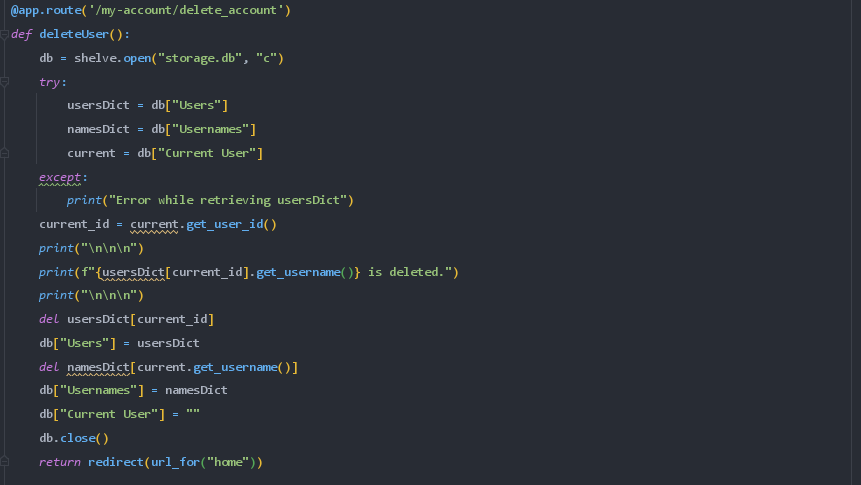 @app.route('/my-account/delete_account')
def deleteUser():
    db = shelve.open("storage.db", "c")
    try:
        usersDict = db["Users"]
        namesDict = db["Usernames"]
        current = db["Current User"]
    except:
        print("Error while retrieving usersDict")
    current_id = current.get_user_id()
    print("\n\n\n")
    print(f"{usersDict[current_id].get_username()} is deleted.")
    print("\n\n\n")
    del usersDict[current_id]
    db["Users"] = usersDict
    del namesDict[current.get_username()]
    db["Usernames"] = namesDict
    db["Current User"] = ""
    db.close()
    return redirect(url_for("home"))